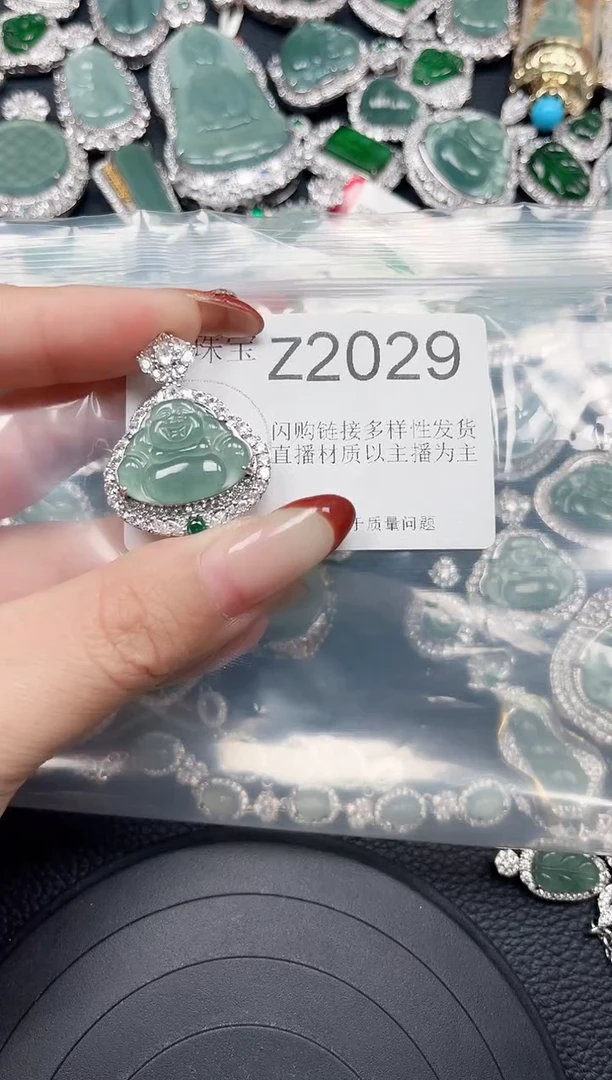 珠宝 Z2029
闪购链接多样性发货
直播材质以主播为主
质量问题